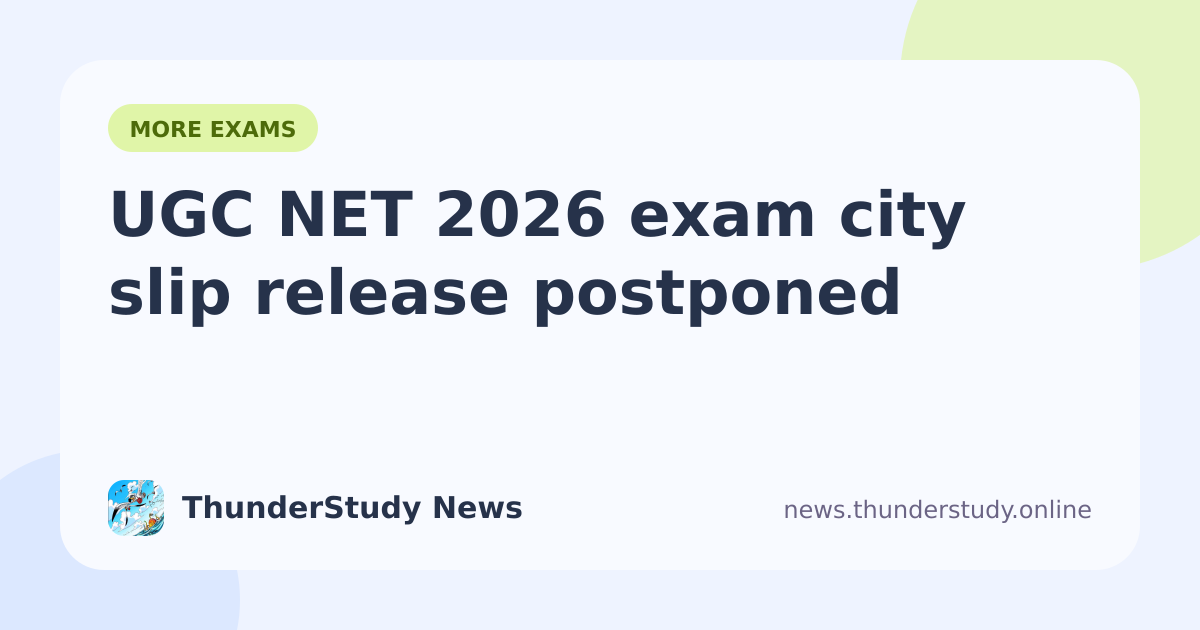 MORE EXAMS
UGC NET 2026 exam city
slip release postponed
ThunderStudy News
news.thunderstudy.online